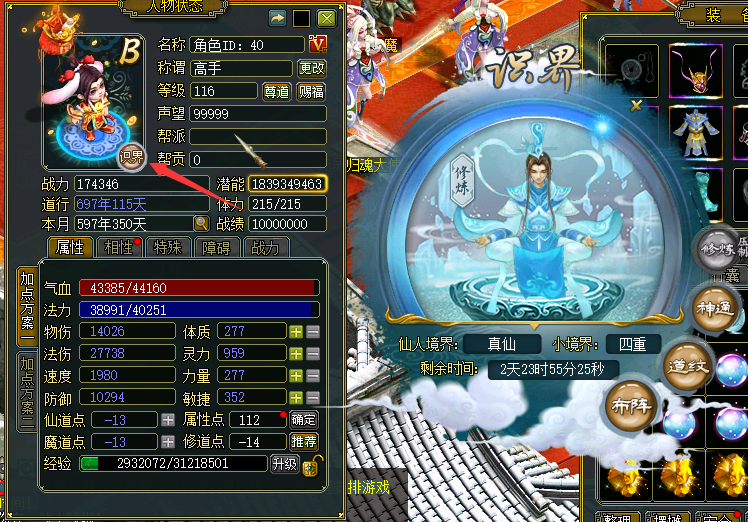 人物状态
B
识界
名称 角色ID：40
称谓 高手 更改
等级 116 尊道 赐福
声望 99999
帮派
帮贡 0
战力 174346 潜能 1839349463
道行 697年115天 体力 215/215
本月 597年350天 战绩 10000000
属性 相性 特殊 障碍 战力
加点方案一
加点方案二
气血 43385/44160
法力 38991/40251
物伤 14026 体质 277
法伤 27738 灵力 959
速度 1980 力量 277
防御 10294 敏捷 352
仙道点 -13 属性点 112 确定
魔道点 -13 修道点 -14 推荐
经验 2932072/31218501 升级
魔
归魂大
排游戏
识界
修炼
仙人境界： 真仙 小境界： 四重
剩余时间： 2天23时55分25秒
修炼
神通
道纹
布阵
装 备
整理 摆摊 安全